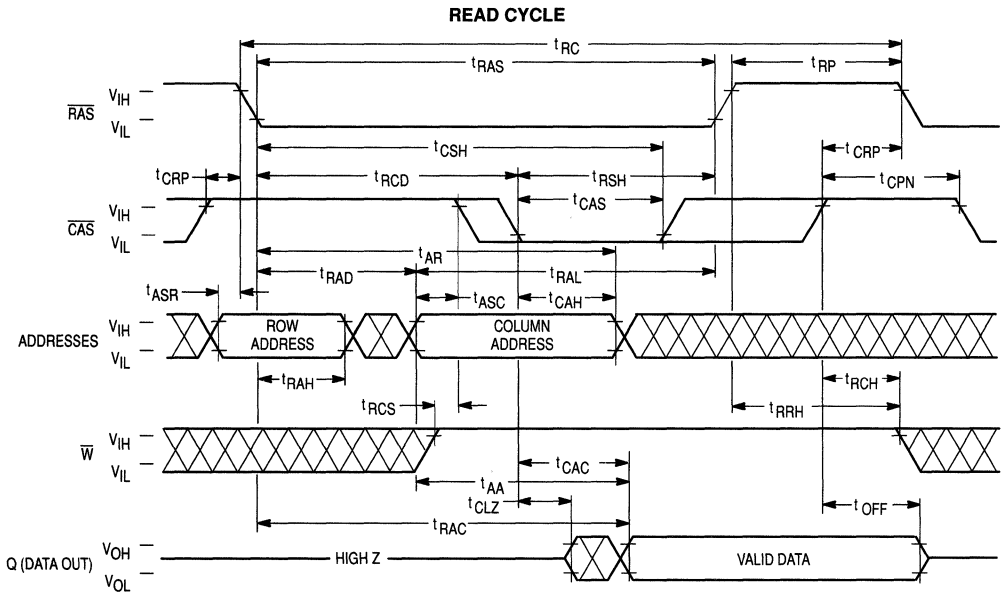 READ CYCLE
tRC
tRAS
tRP
RAS
VIH
VIL
tCSH
tCRP
tCRP
tRCD
tRSH
tCPN
tCAS
CAS
VIH
VIL
tAR
tRAD
tRAL
tASR
tASC
tCAH
ADDRESSES
VIH
VIL
ROW
ADDRESS
COLUMN
ADDRESS
tRAH
tRCH
tRCS
tRRH
W
VIH
VIL
tCAC
tAA
tCLZ
tOFF
tRAC
Q (DATA OUT)
VOH
VOL
HIGH Z
VALID DATA